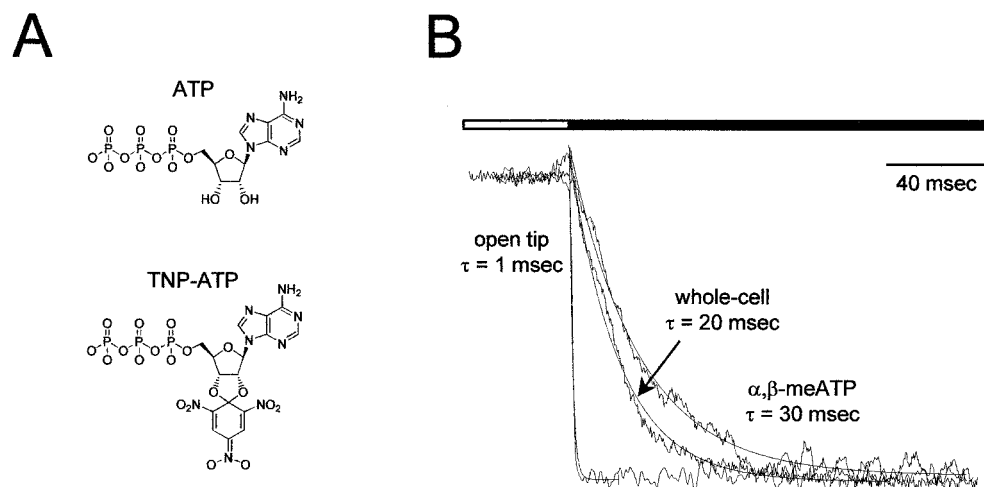 A
ATP
NH₂
N
N
N
N
O O O
O P O P O P O O
O O O
HO OH
TNP-ATP
NH₂
N
N
N
N
O O O
O P O P O P O O
O O O
O O
O₂N NO₂
N
O O
B
40 msec
open tip
τ = 1 msec
whole-cell
τ = 20 msec
α,β-meATP
τ = 30 msec